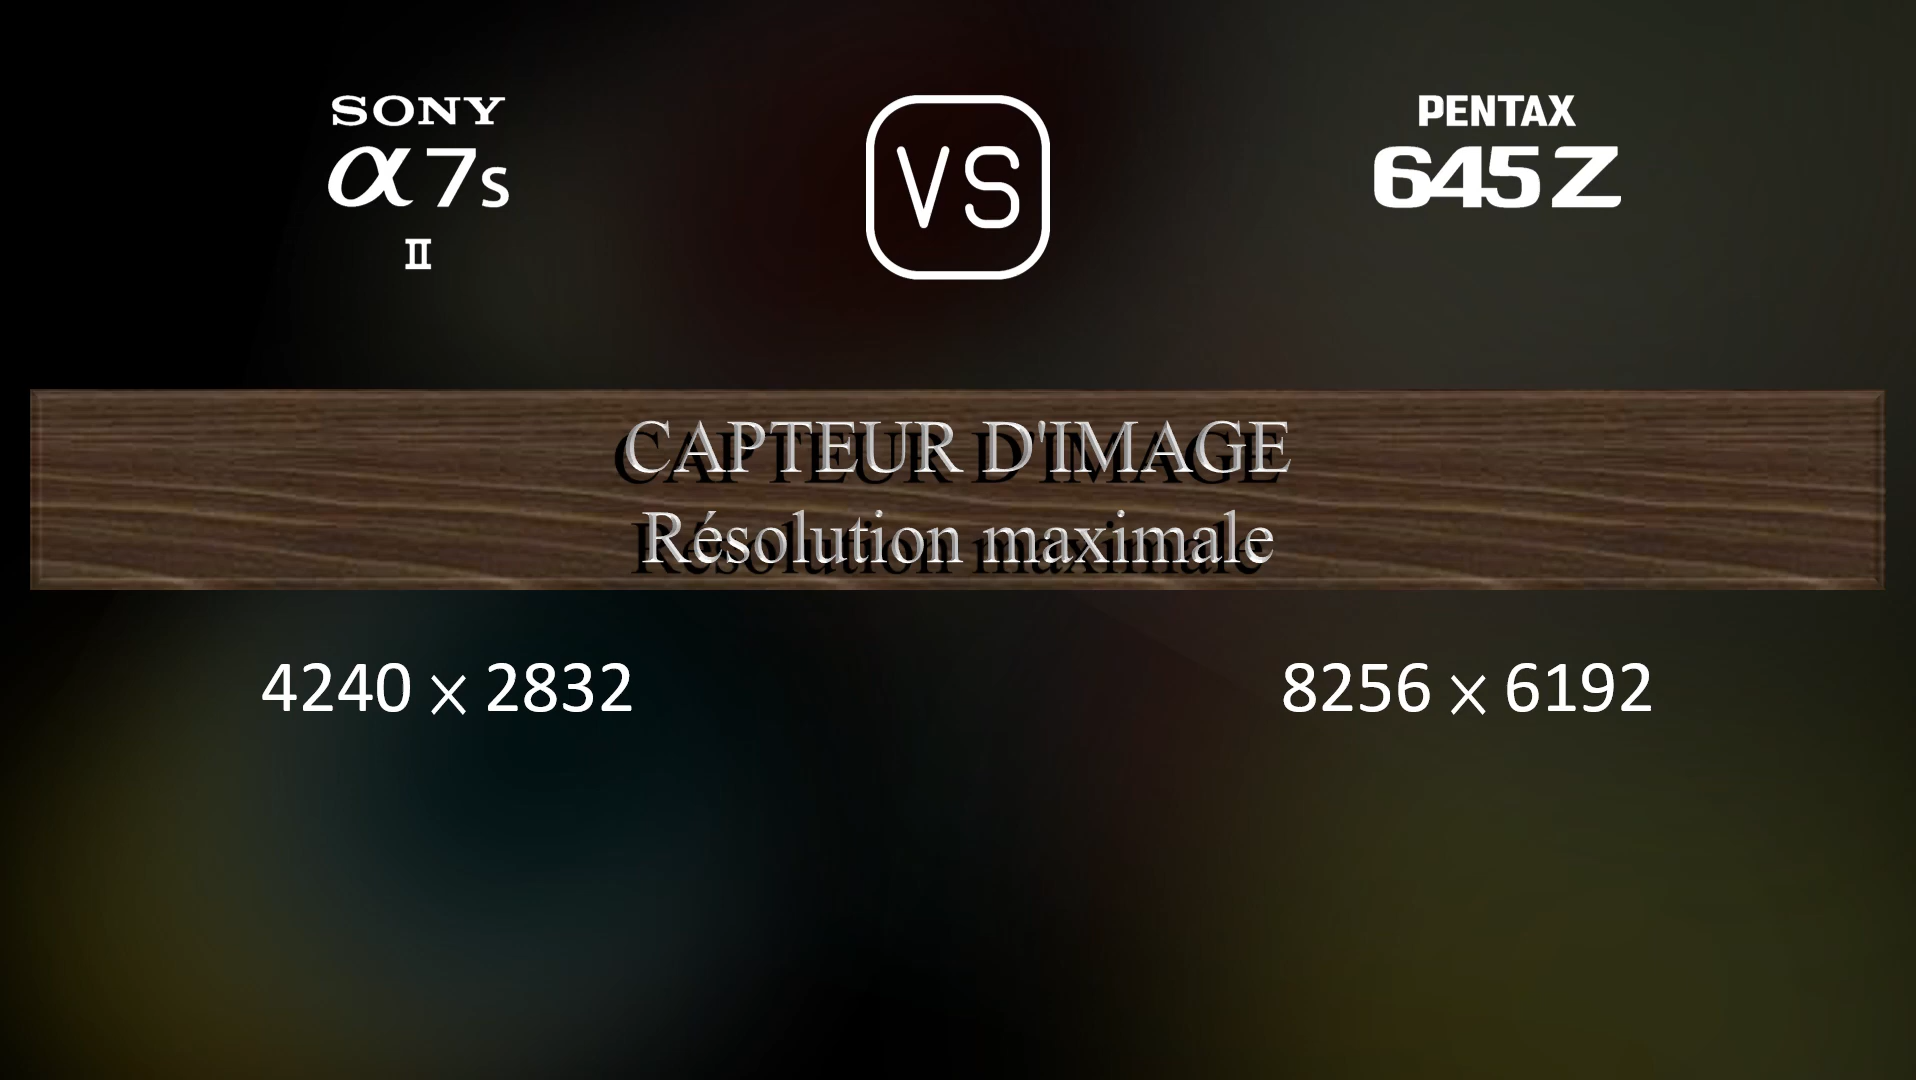 SONY
α7s
II
VS
PENTAX
645Z
CAPTEUR D'IMAGE
Résolution maximale
4240 x 2832
8256 x 6192